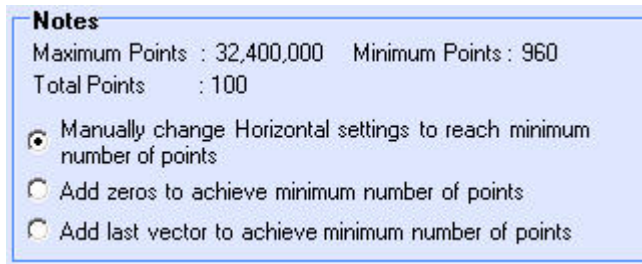 Notes
Maximum Points : 32,400,000 Minimum Points : 960
Total Points : 100
Manually change Horizontal settings to reach minimum
number of points
Add zeros to achieve minimum number of points
Add last vector to achieve minimum number of points